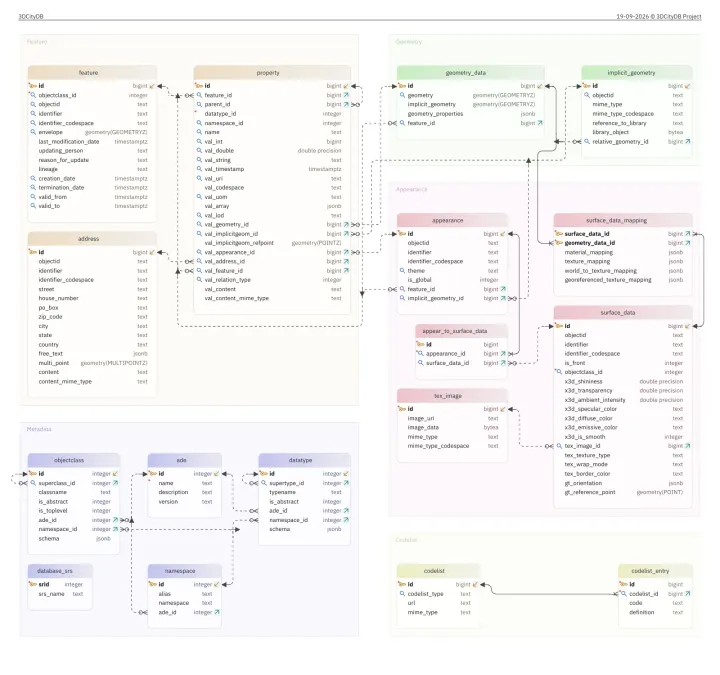 3DCityDB
19-09-2026 © 3DCityDB Project
Feature
feature
id bigint
objectclass_id integer
objectid text
identifier text
identifier_codespace text
envelope geometry(GEOMETRYZ)
last_modification_date timestamptz
updating_person text
reason_for_update text
lineage text
creation_date timestamptz
termination_date timestamptz
valid_from timestamptz
valid_to timestamptz
address
id bigint
objectid text
identifier text
identifier_codespace text
street text
house_number text
po_box text
zip_code text
city text
state text
country text
free_text jsonb
multi_point geometry(MULTIPOINTZ)
content text
content_mime_type text
property
id bigint
feature_id bigint
parent_id bigint
datatype_id integer
namespace_id integer
name text
val_int bigint
val_double double precision
val_string text
val_timestamp timestamptz
val_uri text
val_codespace text
val_uom text
val_array jsonb
val_lod text
val_geometry_id bigint
val_implicitgeom_id bigint
val_implicitgeom_refpoint geometry(POINTZ)
val_appearance_id bigint
val_address_id bigint
val_feature_id bigint
val_relation_type integer
val_content text
val_content_mime_type text
Geometry
geometry_data
id bigint
geometry geometry(GEOMETRYZ)
implicit_geometry geometry(GEOMETRYZ)
geometry_properties jsonb
feature_id bigint
implicit_geometry
id bigint
objectid text
mime_type text
mime_type_codespace text
reference_to_library text
library_object bytea
relative_geometry_id bigint
Appearance
appearance
id bigint
objectid text
identifier text
identifier_codespace text
theme text
is_global integer
feature_id bigint
implicit_geometry_id bigint
appear_to_surface_data
id bigint
appearance_id bigint
surface_data_id bigint
tex_image
id bigint
image_uri text
image_data bytea
mime_type text
mime_type_codespace text
surface_data_mapping
surface_data_id bigint
geometry_data_id bigint
material_mapping jsonb
texture_mapping jsonb
world_to_texture_mapping jsonb
georeferenced_texture_mapping jsonb
surface_data
id bigint
objectid text
identifier text
identifier_codespace text
is_front integer
objectclass_id integer
x3d_shininess double precision
x3d_transparency double precision
x3d_ambient_intensity double precision
x3d_specular_color text
x3d_diffuse_color text
x3d_emissive_color text
x3d_is_smooth integer
tex_image_id bigint
tex_texture_type text
tex_wrap_mode text
tex_border_color text
gt_orientation jsonb
gt_reference_point geometry(POINT)
Metadata
objectclass
id integer
superclass_id integer
classname text
is_abstract integer
is_toplevel integer
ade_id integer
namespace_id integer
schema jsonb
ade
id integer
name text
description text
version text
datatype
id integer
supertype_id integer
typename text
is_abstract integer
ade_id integer
namespace_id integer
schema jsonb
database_srs
srid integer
srs_name text
namespace
id integer
alias text
namespace text
ade_id integer
Codelist
codelist
id bigint
codelist_type text
url text
mime_type text
codelist_entry
id bigint
codelist_id bigint
code text
definition text